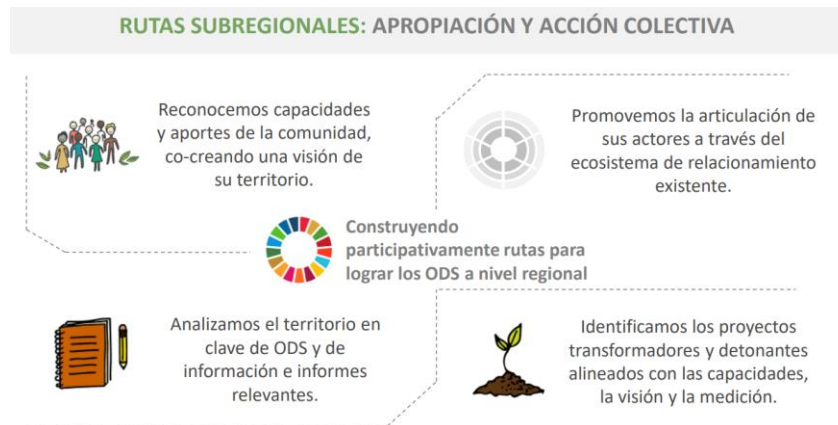 RUTAS SUBREGIONALES: APROPIACIÓN Y ACCIÓN COLECTIVA
Reconocemos capacidades
y aportes de la comunidad,
co-creando una visión de
su territorio.
Promovemos la articulación de
sus actores a través del
ecosistema de relacionamiento
existente.
Construyendo
participativamente rutas para
lograr los ODS a nivel regional
Analizamos el territorio en
clave de ODS y de
información e informes
relevantes.
Identificamos los proyectos
transformadores y detonantes
alineados con las capacidades,
la visión y la medición.